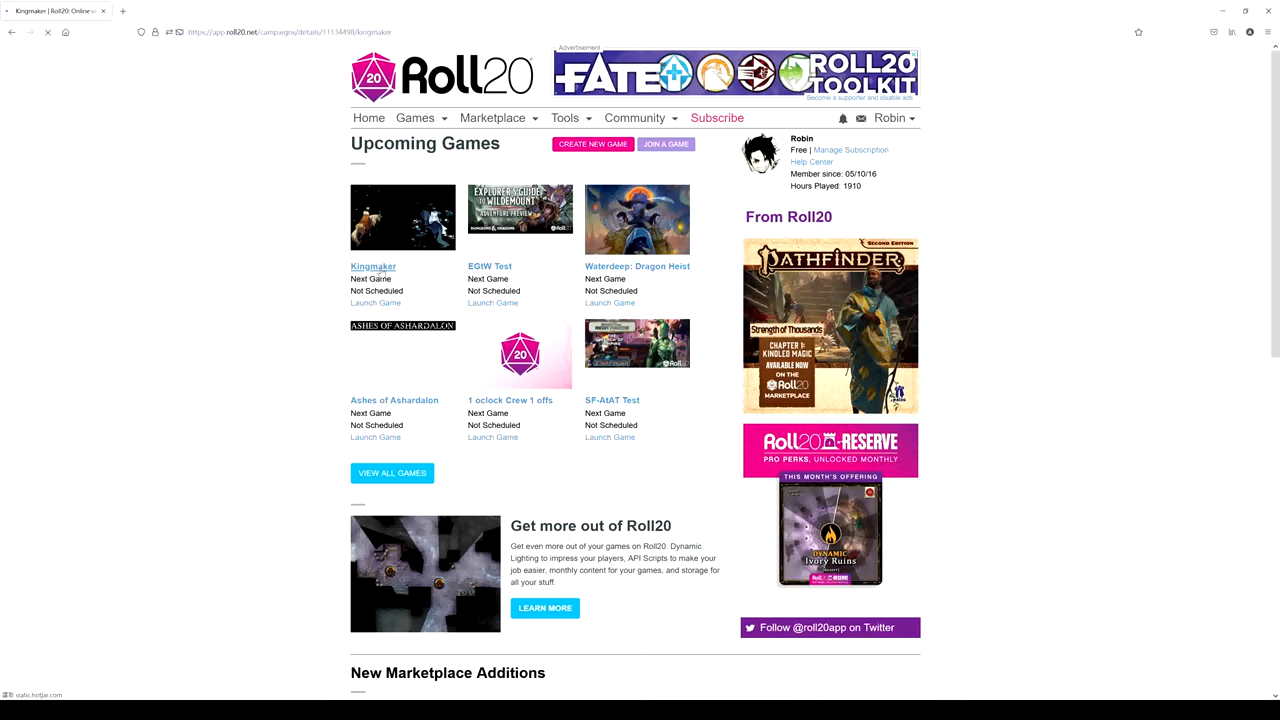 Kingmaker | Roll20: Online v
https://app.roll20.net/campaigns/details/11134498/kingmaker
Advertisement
20
Roll20
FATE
ROLL20
TOOLKIT
Become a supporter and disable ads
Home
Games
Marketplace
Tools
Community
Subscribe
Robin
Upcoming Games
CREATE NEW GAME
JOIN A GAME
Robin
Free | Manage Subscription
Help Center
Member since: 05/10/16
Hours Played: 1910
EXPLORER'S GUIDE
TO WILDEMOUNT
ADVENTURE PREVIEW
DUNGEONS & DRAGONS
Roll20
Kingmaker
Next Game
Not Scheduled
Launch Game
EGtW Test
Next Game
Not Scheduled
Launch Game
Waterdeep: Dragon Heist
Next Game
Not Scheduled
Launch Game
ASHES OF ASHARDALON
20
Roll20
Ashes of Ashardalon
Next Game
Not Scheduled
Launch Game
1 oclock Crew 1 offs
Next Game
Not Scheduled
Launch Game
SF-AtAT Test
Next Game
Not Scheduled
Launch Game
VIEW ALL GAMES
From Roll20
SECOND EDITION
PATHFINDER
Strength of Thousands
CHAPTER 1:
KINDLED MAGIC
AVAILABLE NOW
ON THE
Roll20
MARKETPLACE
Roll20 RESERVE
PRO PERKS, UNLOCKED MONTHLY
THIS MONTH'S OFFERING
DYNAMIC
Ivory Ruins
Get more out of Roll20
Get even more out of your games on Roll20. Dynamic
Lighting to impress your players, API Scripts to make your
job easier, monthly content for your games, and storage for
all your stuff.
LEARN MORE
Follow @roll20app on Twitter
New Marketplace Additions
static.hotjar.com